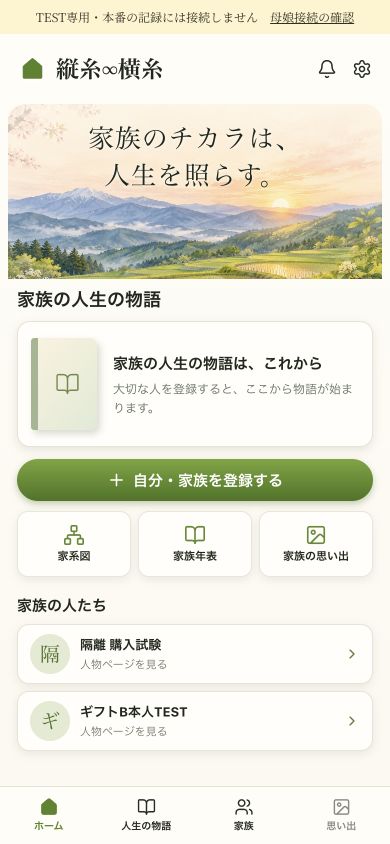 TEST専用・本番の記録には接続しません 母娘接続の確認
縦糸∞横糸
家族のチカラは、
人生を照らす。
家族の人生の物語
家族の人生の物語は、これから
大切な人を登録すると、ここから物語が始ま
ります。
＋ 自分・家族を登録する
家系図 家族年表 家族の思い出
家族の人たち
隔 隔離 購入試験
人物ページを見る
ギ ギフトB本人TEST
人物ページを見る
ホーム 人生の物語 家族 思い出